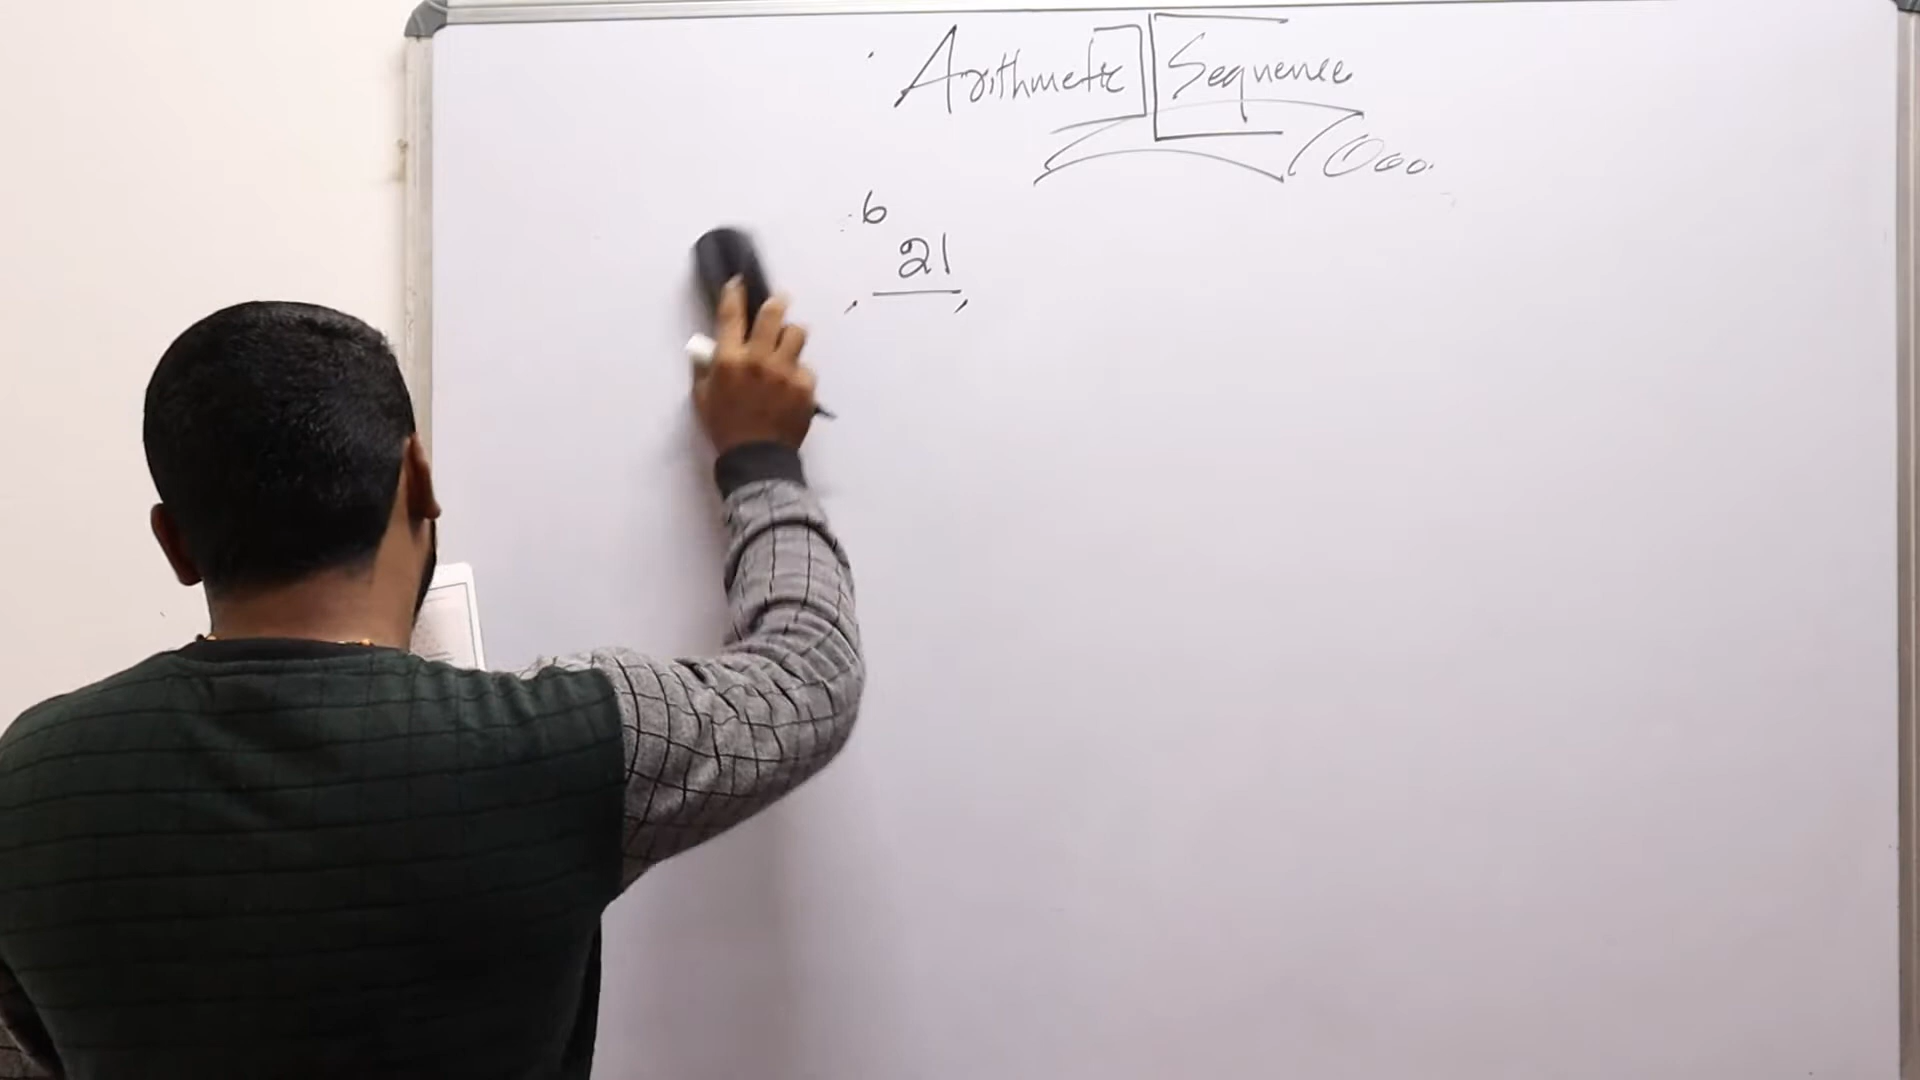 Arithmetic Sequence
6
, 21 ,